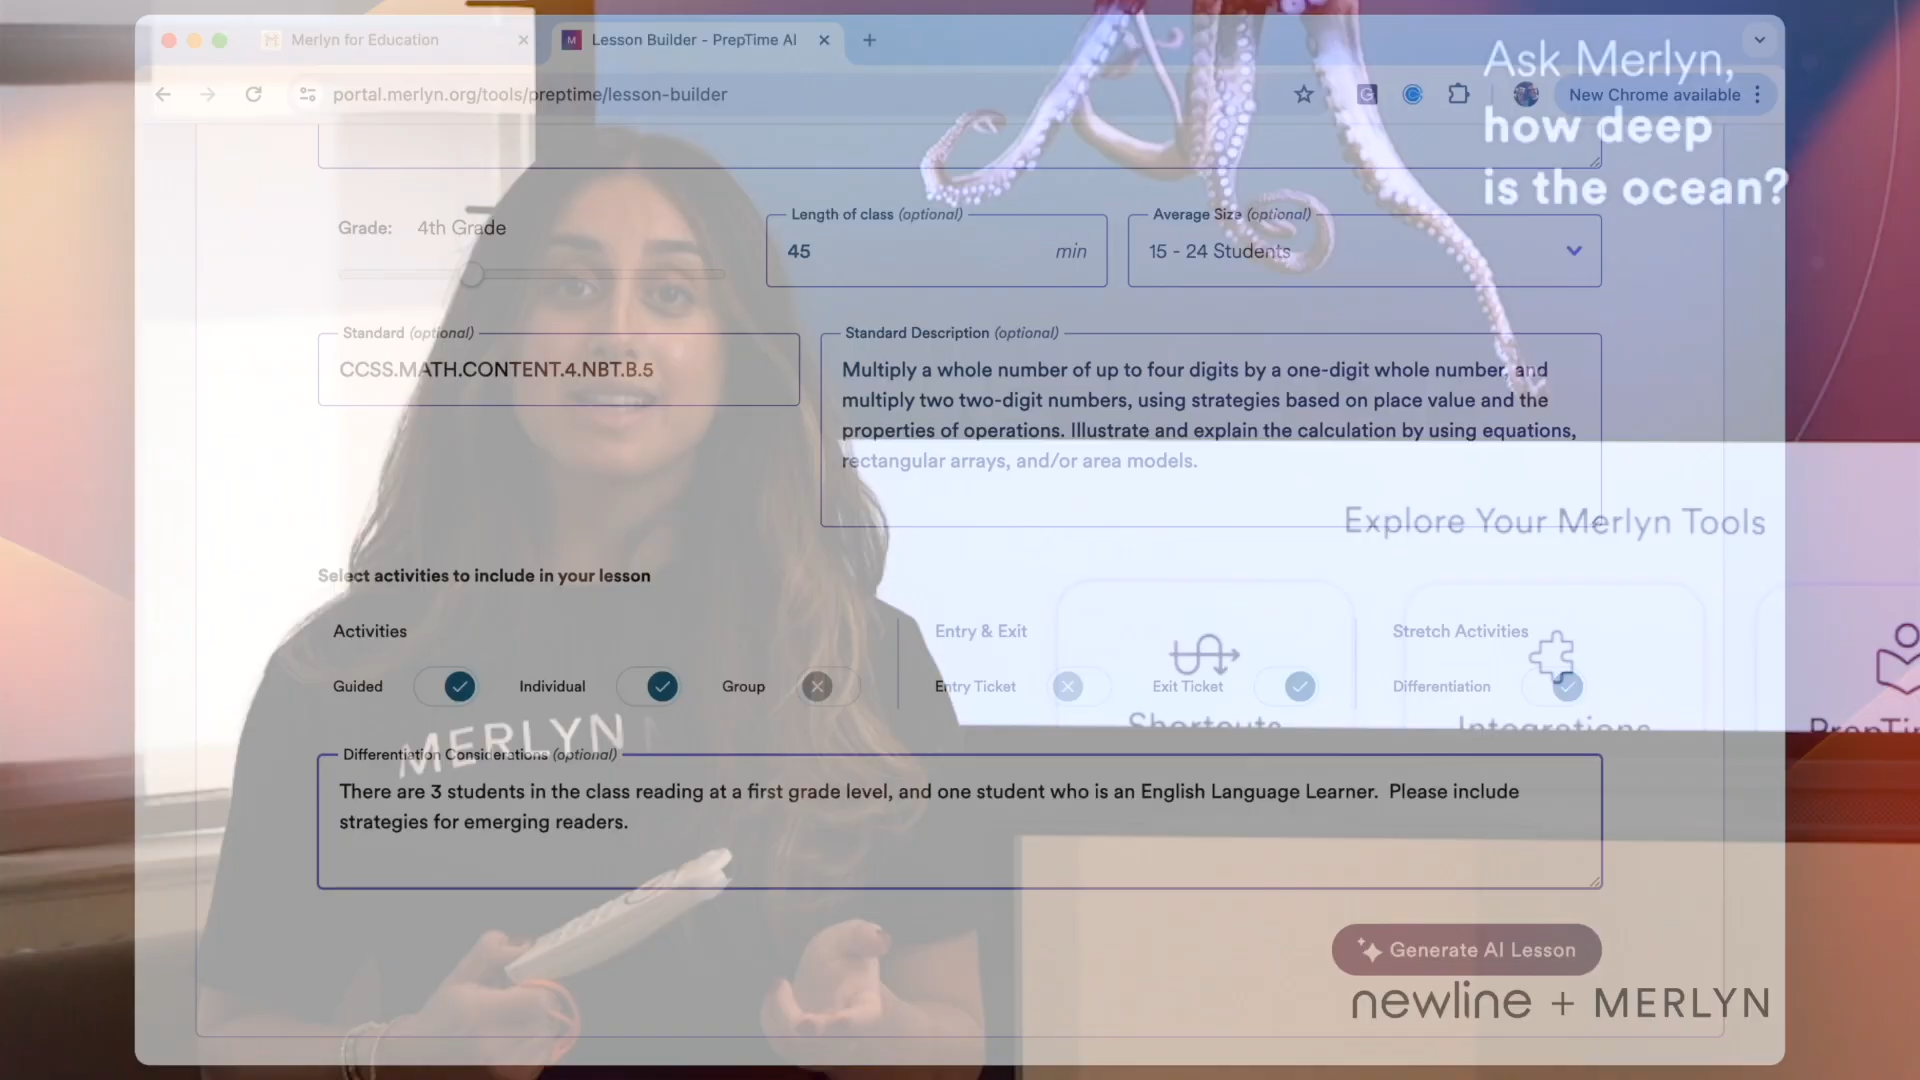 Merlyn for Education
Lesson Builder - PrepTime AI
portal.merlyn.org/tools/preptime/lesson-builder
New Chrome available
Ask Merlyn,
how deep
is the ocean?
Grade: 4th Grade
Length of class (optional)
45 min
Average Size (optional)
15 - 24 Students
Standard (optional)
CCSS.MATH.CONTENT.4.NBT.B.5
Standard Description (optional)
Multiply a whole number of up to four digits by a one-digit whole number, and
multiply two two-digit numbers, using strategies based on place value and the
properties of operations. Illustrate and explain the calculation by using equations,
rectangular arrays, and/or area models.
Explore Your Merlyn Tools
Select activities to include in your lesson
Activities
Entry & Exit
Stretch Activities
Guided
Individual
Group
Entry Ticket
Exit Ticket
Differentiation
Shortcuts
Integrations
PrepTi
MERLYN
Differentiation Considerations (optional)
There are 3 students in the class reading at a first grade level, and one student who is an English Language Learner. Please include
strategies for emerging readers.
Generate AI Lesson
newline + MERLYN